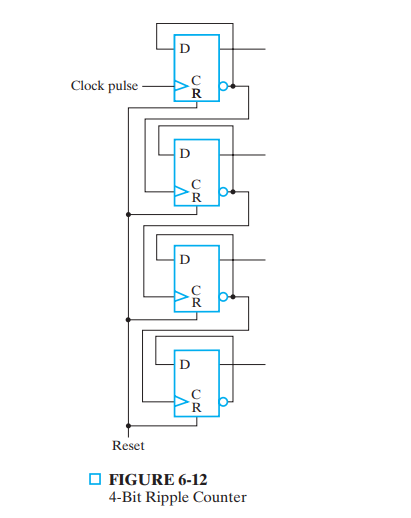 D
Clock pulse
C
R
D
C
R
D
C
R
D
C
R
Reset
FIGURE 6-12
4-Bit Ripple Counter